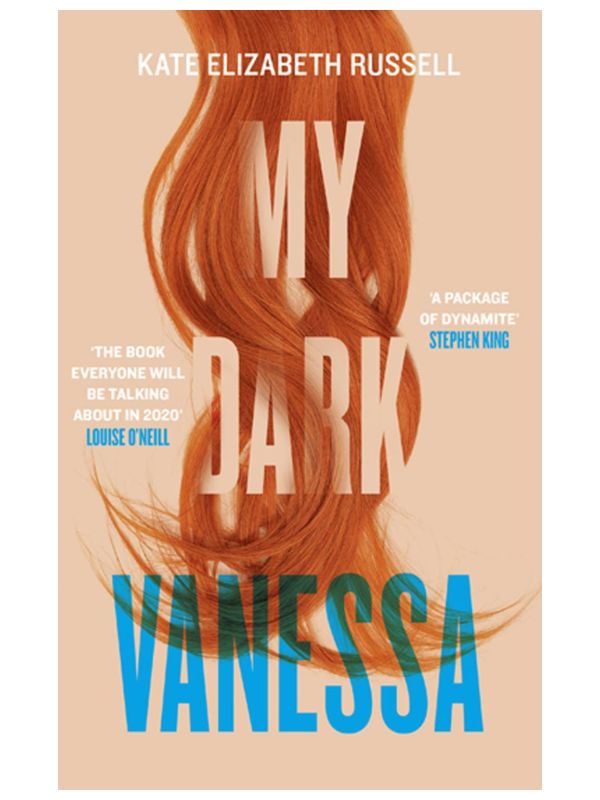 KATE ELIZABETH RUSSELL
MY
'A PACKAGE
OF DYNAMITE'
STEPHEN KING
DARK
'THE BOOK
EVERYONE WILL
BE TALKING
ABOUT IN 2020'
LOUISE O'NEILL
VANESSA